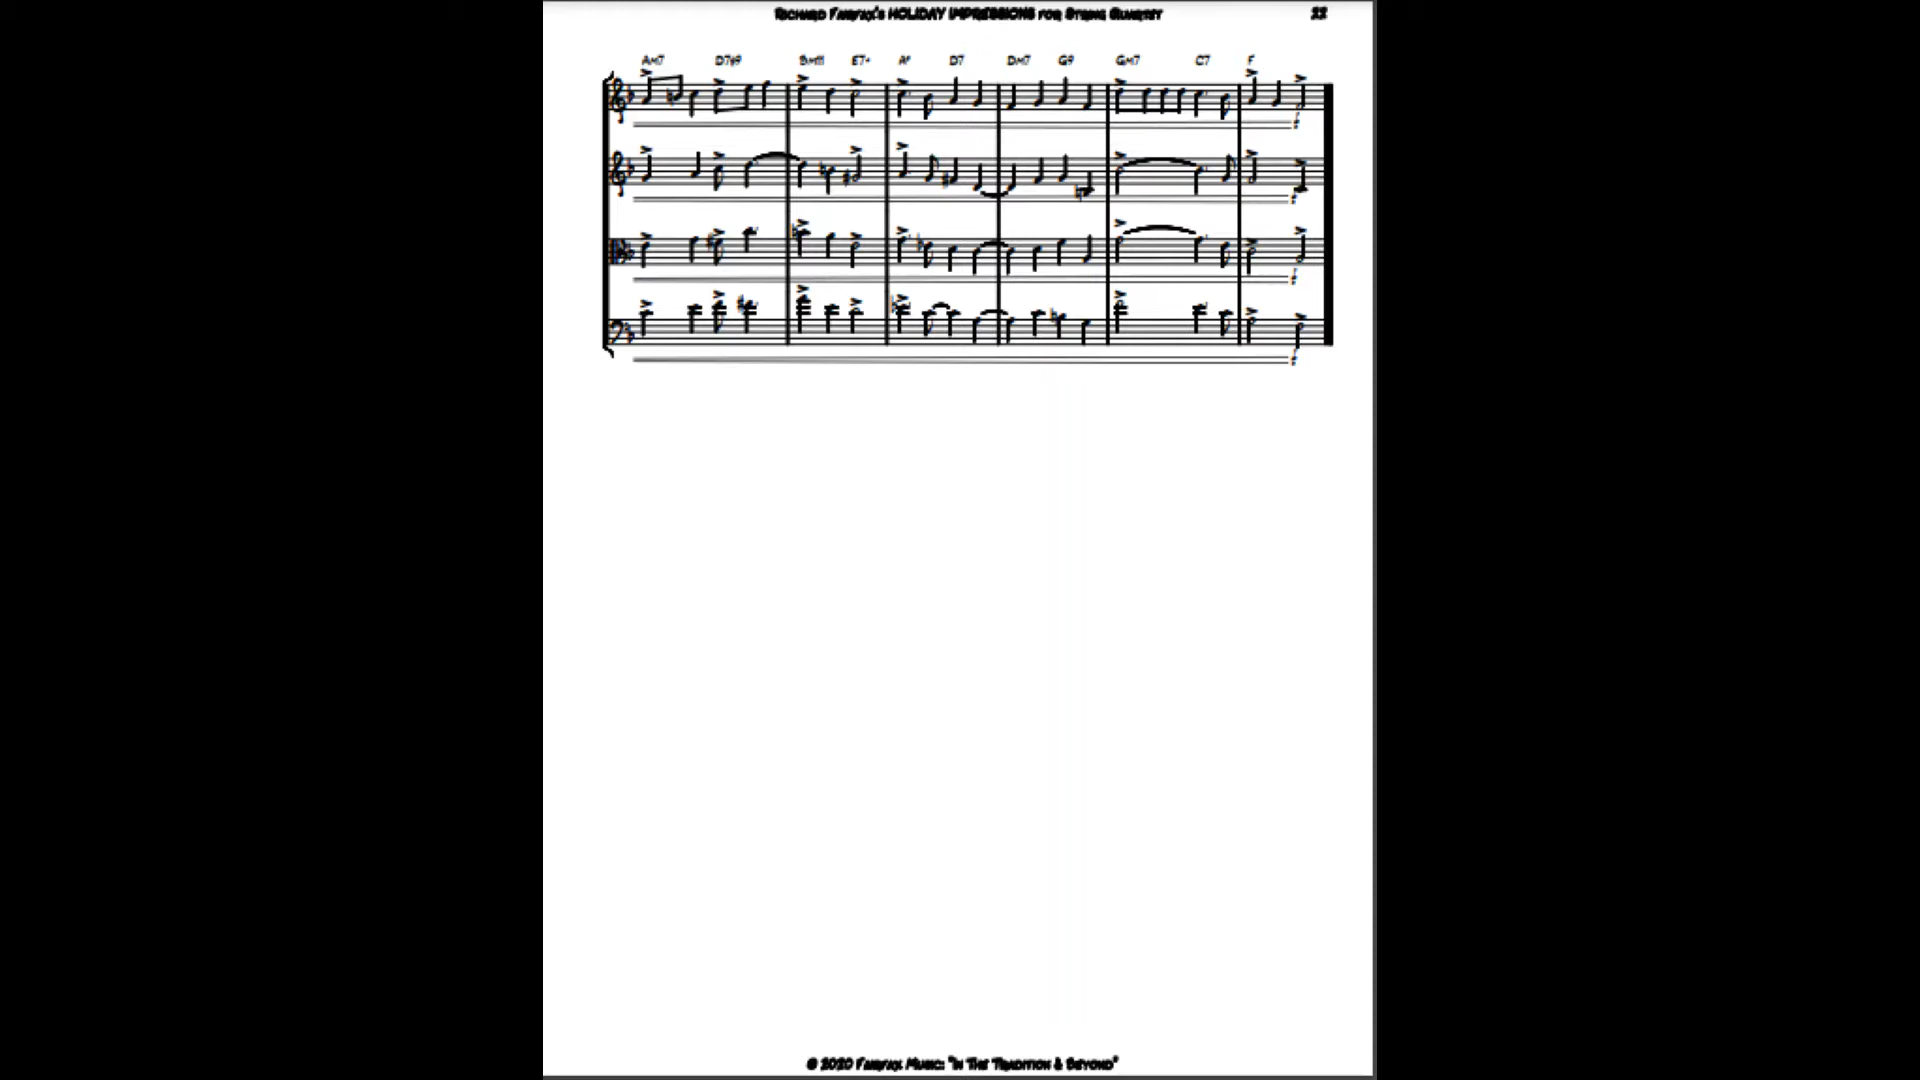 Richard Fairfax's HOLIDAY IMPRESSIONS for String Quartet
Am7 D7b9 Bm11 E7+ D7 Dm7 G9 Gm7 C7 F
© 2020 Fairfax Music: "In The Tradition & Beyond"